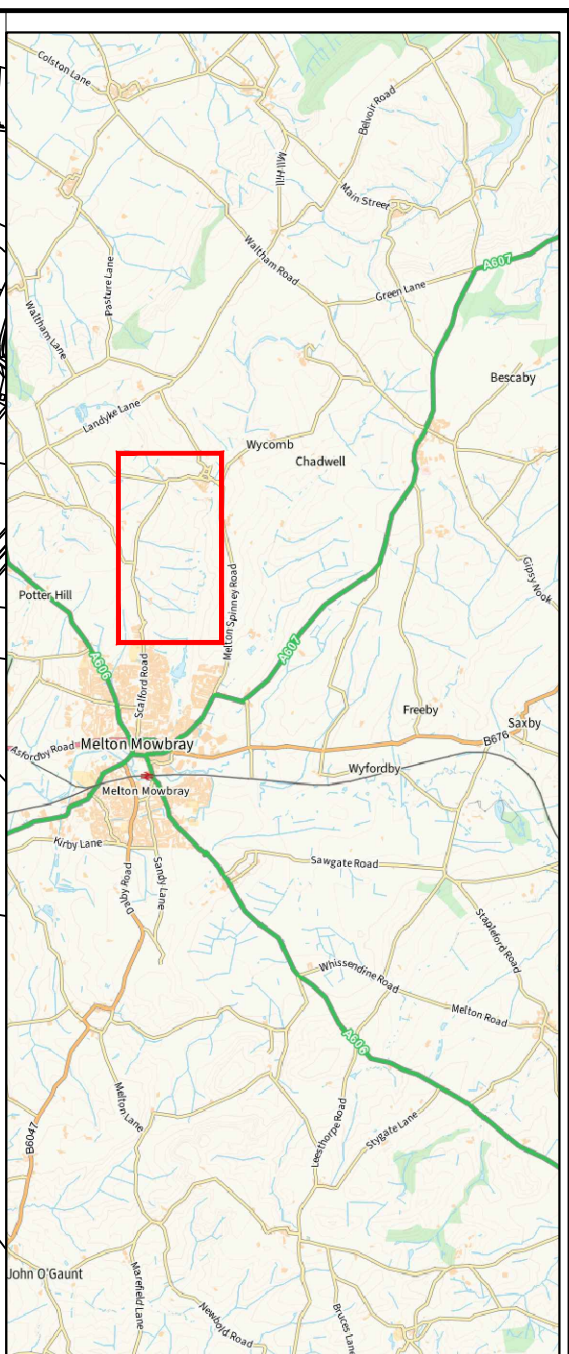 Colston Lane
Belvoir Road
Mill Hill
Main Street
Waltham Road
A607
Pasture Lane
Green Lane
Waltham Lane
Bescaby
Landyke Lane
Wycomb
Chadwell
Gipsy Nook
Potter Hill
Melton Spinney Road
A607
A606
Scalford Road
Freeby
Saxby
Asfordby Road
Melton Mowbray
B676
Wyfordby
Melton Mowbray
Kirby Lane
Sawgate Road
Sandy Lane
Dalby Road
Stapleford Road
Whissendine Road
Melton Road
A606
Melton Lane
Leesthorpe Road
Stygate Lane
B6047
John O'Gaunt
Marefield Lane
Newbold Road
Bruces Lane